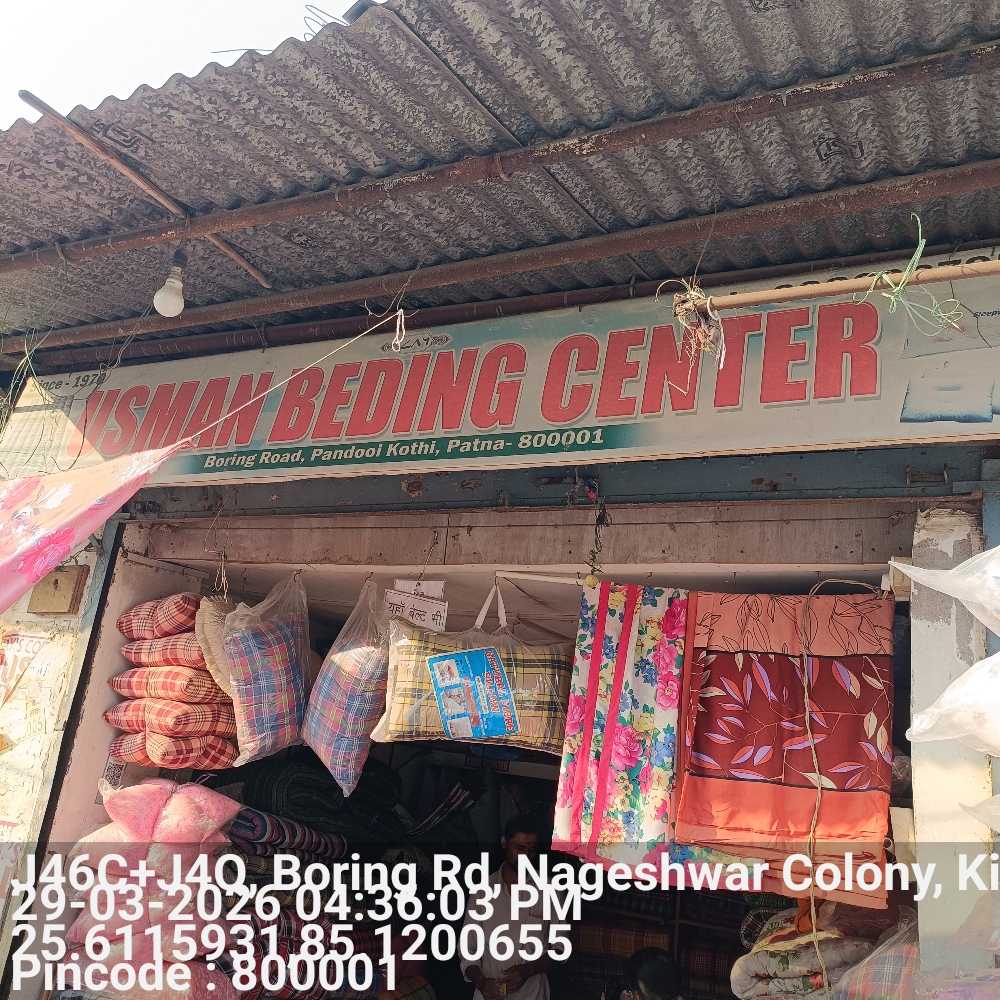 Since - 1978
USMAN BEDING CENTER
Boring Road, Pandooi Kothi, Patna- 800001
यहाँ बेल्ट भी
J46C+J4Q, Boring Rd, Nageshwar Colony, Ki
29-03-2026 04:36:03 PM
25.6115931,85.1200655
Pincode : 800001